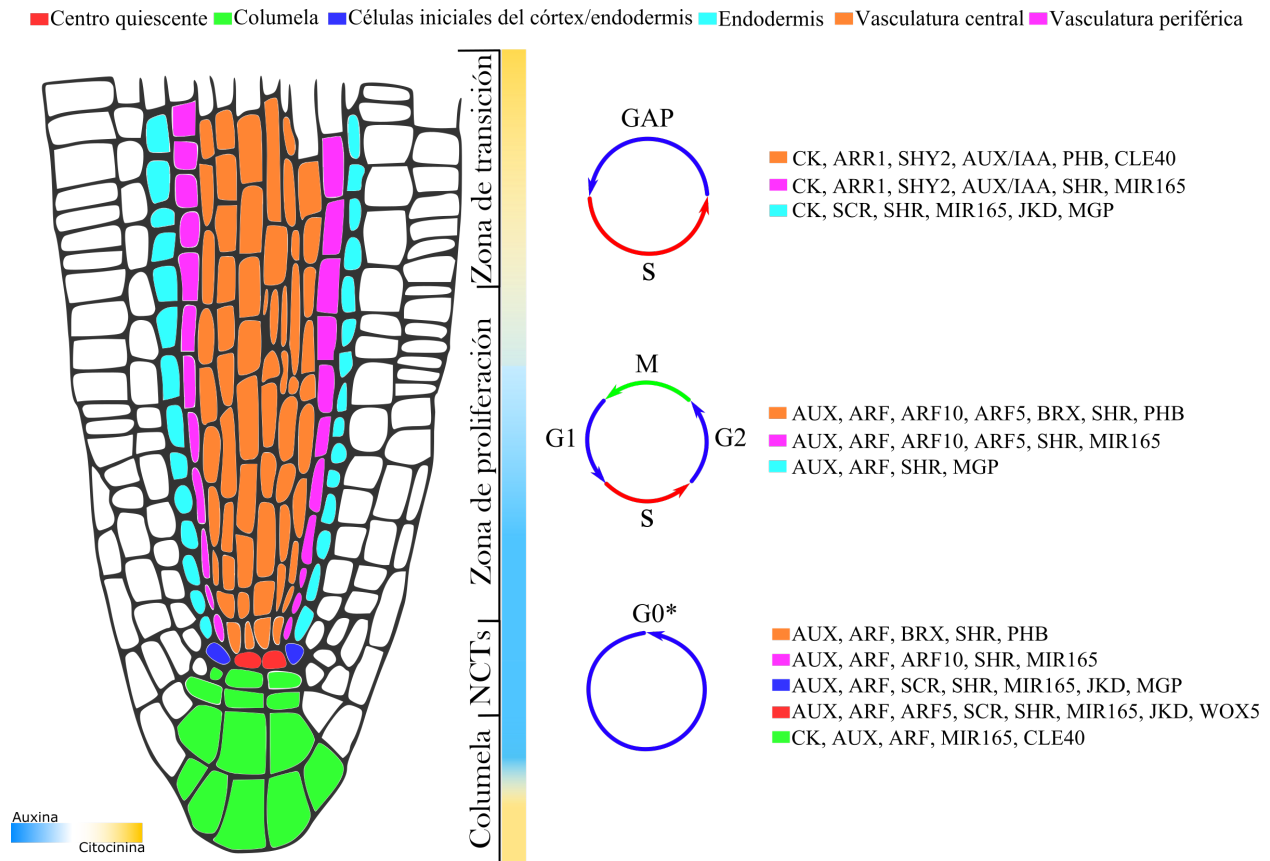 Centro quiescente Columela Células iniciales del córtex/endodermis Endodermis Vasculatura central Vasculatura periférica
Zona de transición
Zona de proliferación
NCTs
Columela
Auxina
Citocinina
GAP
S
CK, ARR1, SHY2, AUX/IAA, PHB, CLE40
CK, ARR1, SHY2, AUX/IAA, SHR, MIR165
CK, SCR, SHR, MIR165, JKD, MGP
M
G1
G2
S
AUX, ARF, ARF10, ARF5, BRX, SHR, PHB
AUX, ARF, ARF10, ARF5, SHR, MIR165
AUX, ARF, SHR, MGP
G0*
AUX, ARF, BRX, SHR, PHB
AUX, ARF, ARF10, SHR, MIR165
AUX, ARF, SCR, SHR, MIR165, JKD, MGP
AUX, ARF, ARF5, SCR, SHR, MIR165, JKD, WOX5
CK, AUX, ARF, MIR165, CLE40